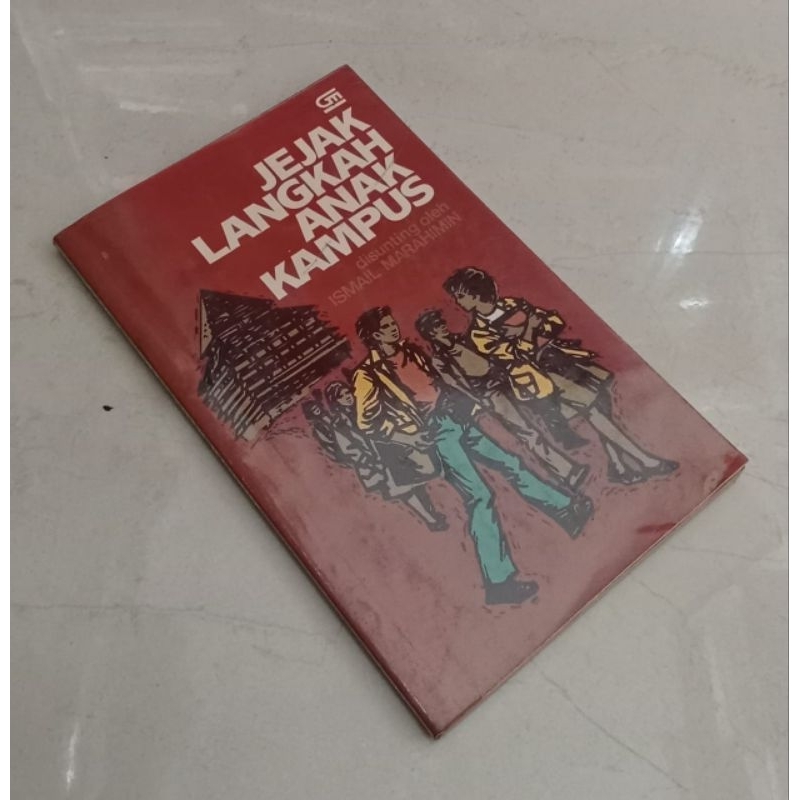 JEJAK
LANGKAH
ANAK
KAMPUS
disunting oleh
ISMAIL MARAHIMIN